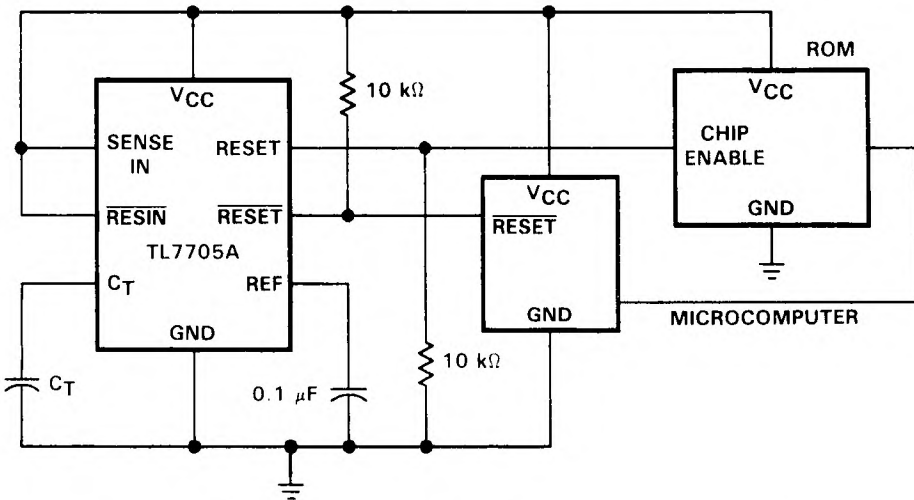 ROM
VCC
10 kΩ
VCC
SENSE
IN
RESET
CHIP
ENABLE
VCC
RESIN
RESET
RESET
GND
TL7705A
CT
REF
GND
GND
MICROCOMPUTER
CT
0.1 μF
10 kΩ